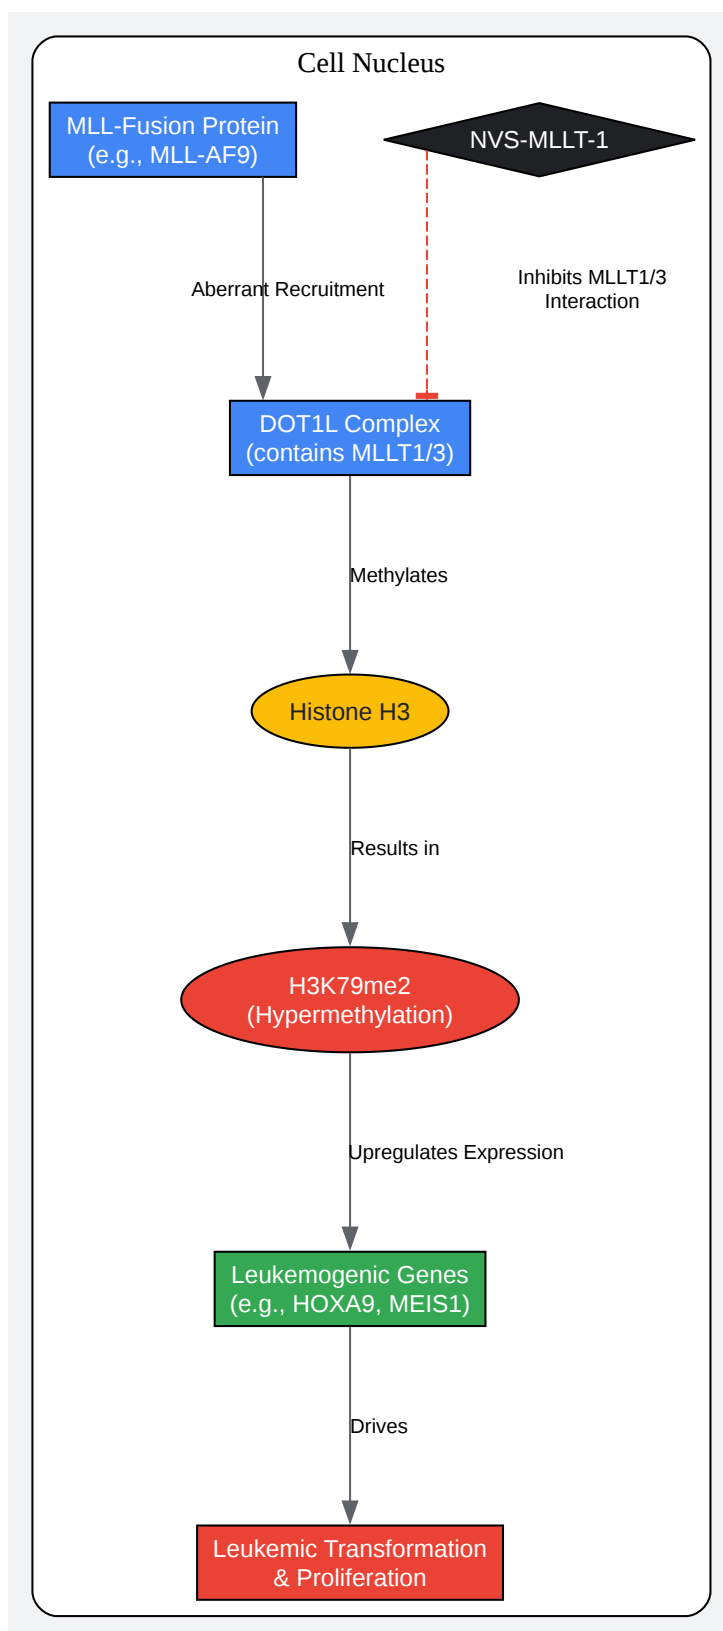 Cell Nucleus
MLL-Fusion Protein
(e.g., MLL-AF9)
NVS-MLLT-1
Aberrant Recruitment
Inhibits MLLT1/3
Interaction
DOT1L Complex
(contains MLLT1/3)
Methylates
Histone H3
Results in
H3K79me2
(Hypermethylation)
Upregulates Expression
Leukemogenic Genes
(e.g., HOXA9, MEIS1)
Drives
Leukemic Transformation
& Proliferation